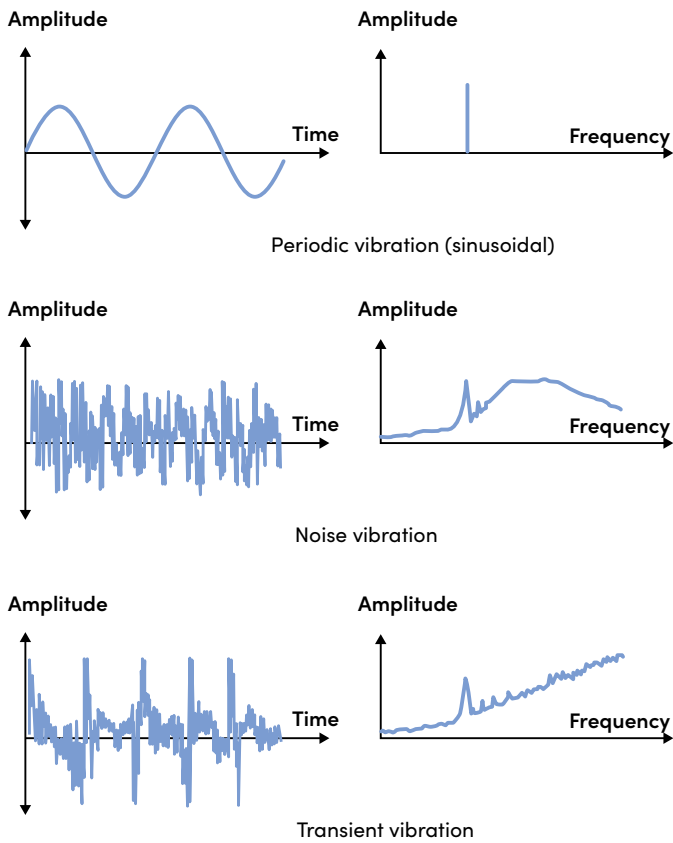 Amplitude
Amplitude
Time
Frequency
Periodic vibration (sinusoidal)
Amplitude
Amplitude
Time
Frequency
Noise vibration
Amplitude
Amplitude
Time
Frequency
Transient vibration